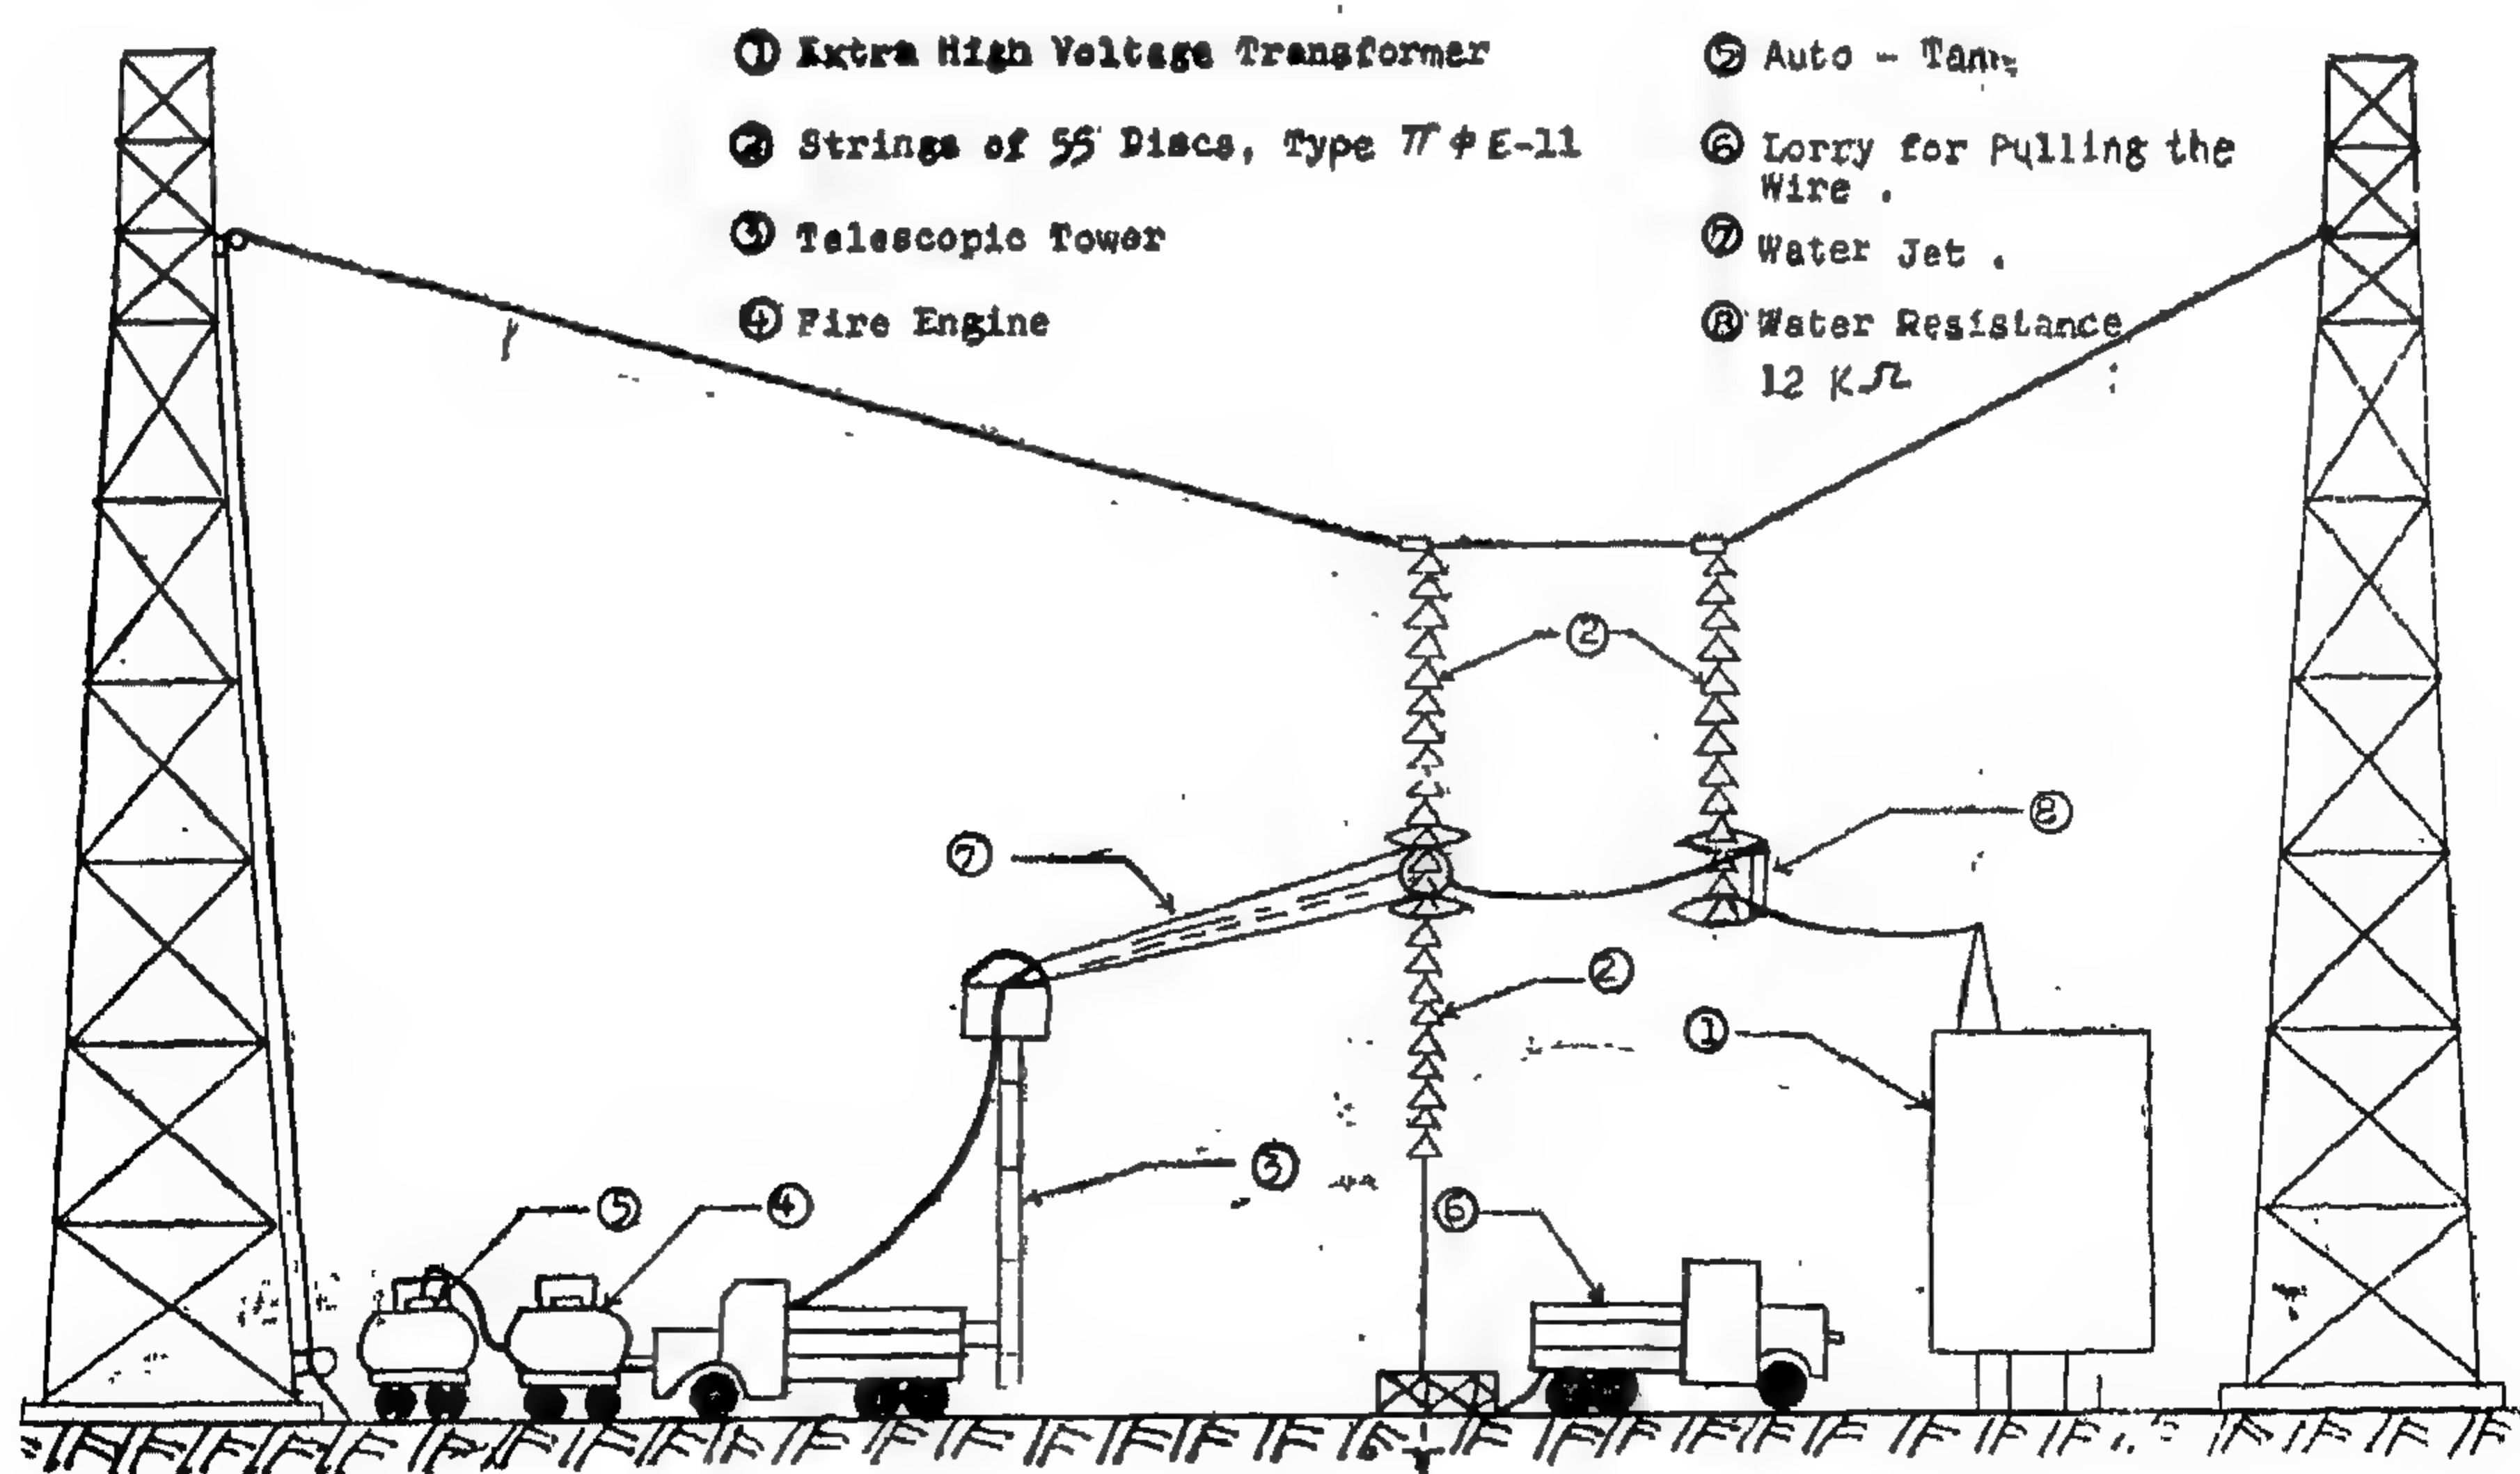 ① Extra High Voltage Transformer
② Strings of 55 Discs, Type ПФE-11
③ Telescopic Tower
④ Fire Engine
⑤ Auto -
⑥ Lorry for Pulling the
Wire .
⑦ Water Jet .
⑧ Water Resistance
12 KΩ
②
⑧
⑦
②
①
③
⑤
④
⑥